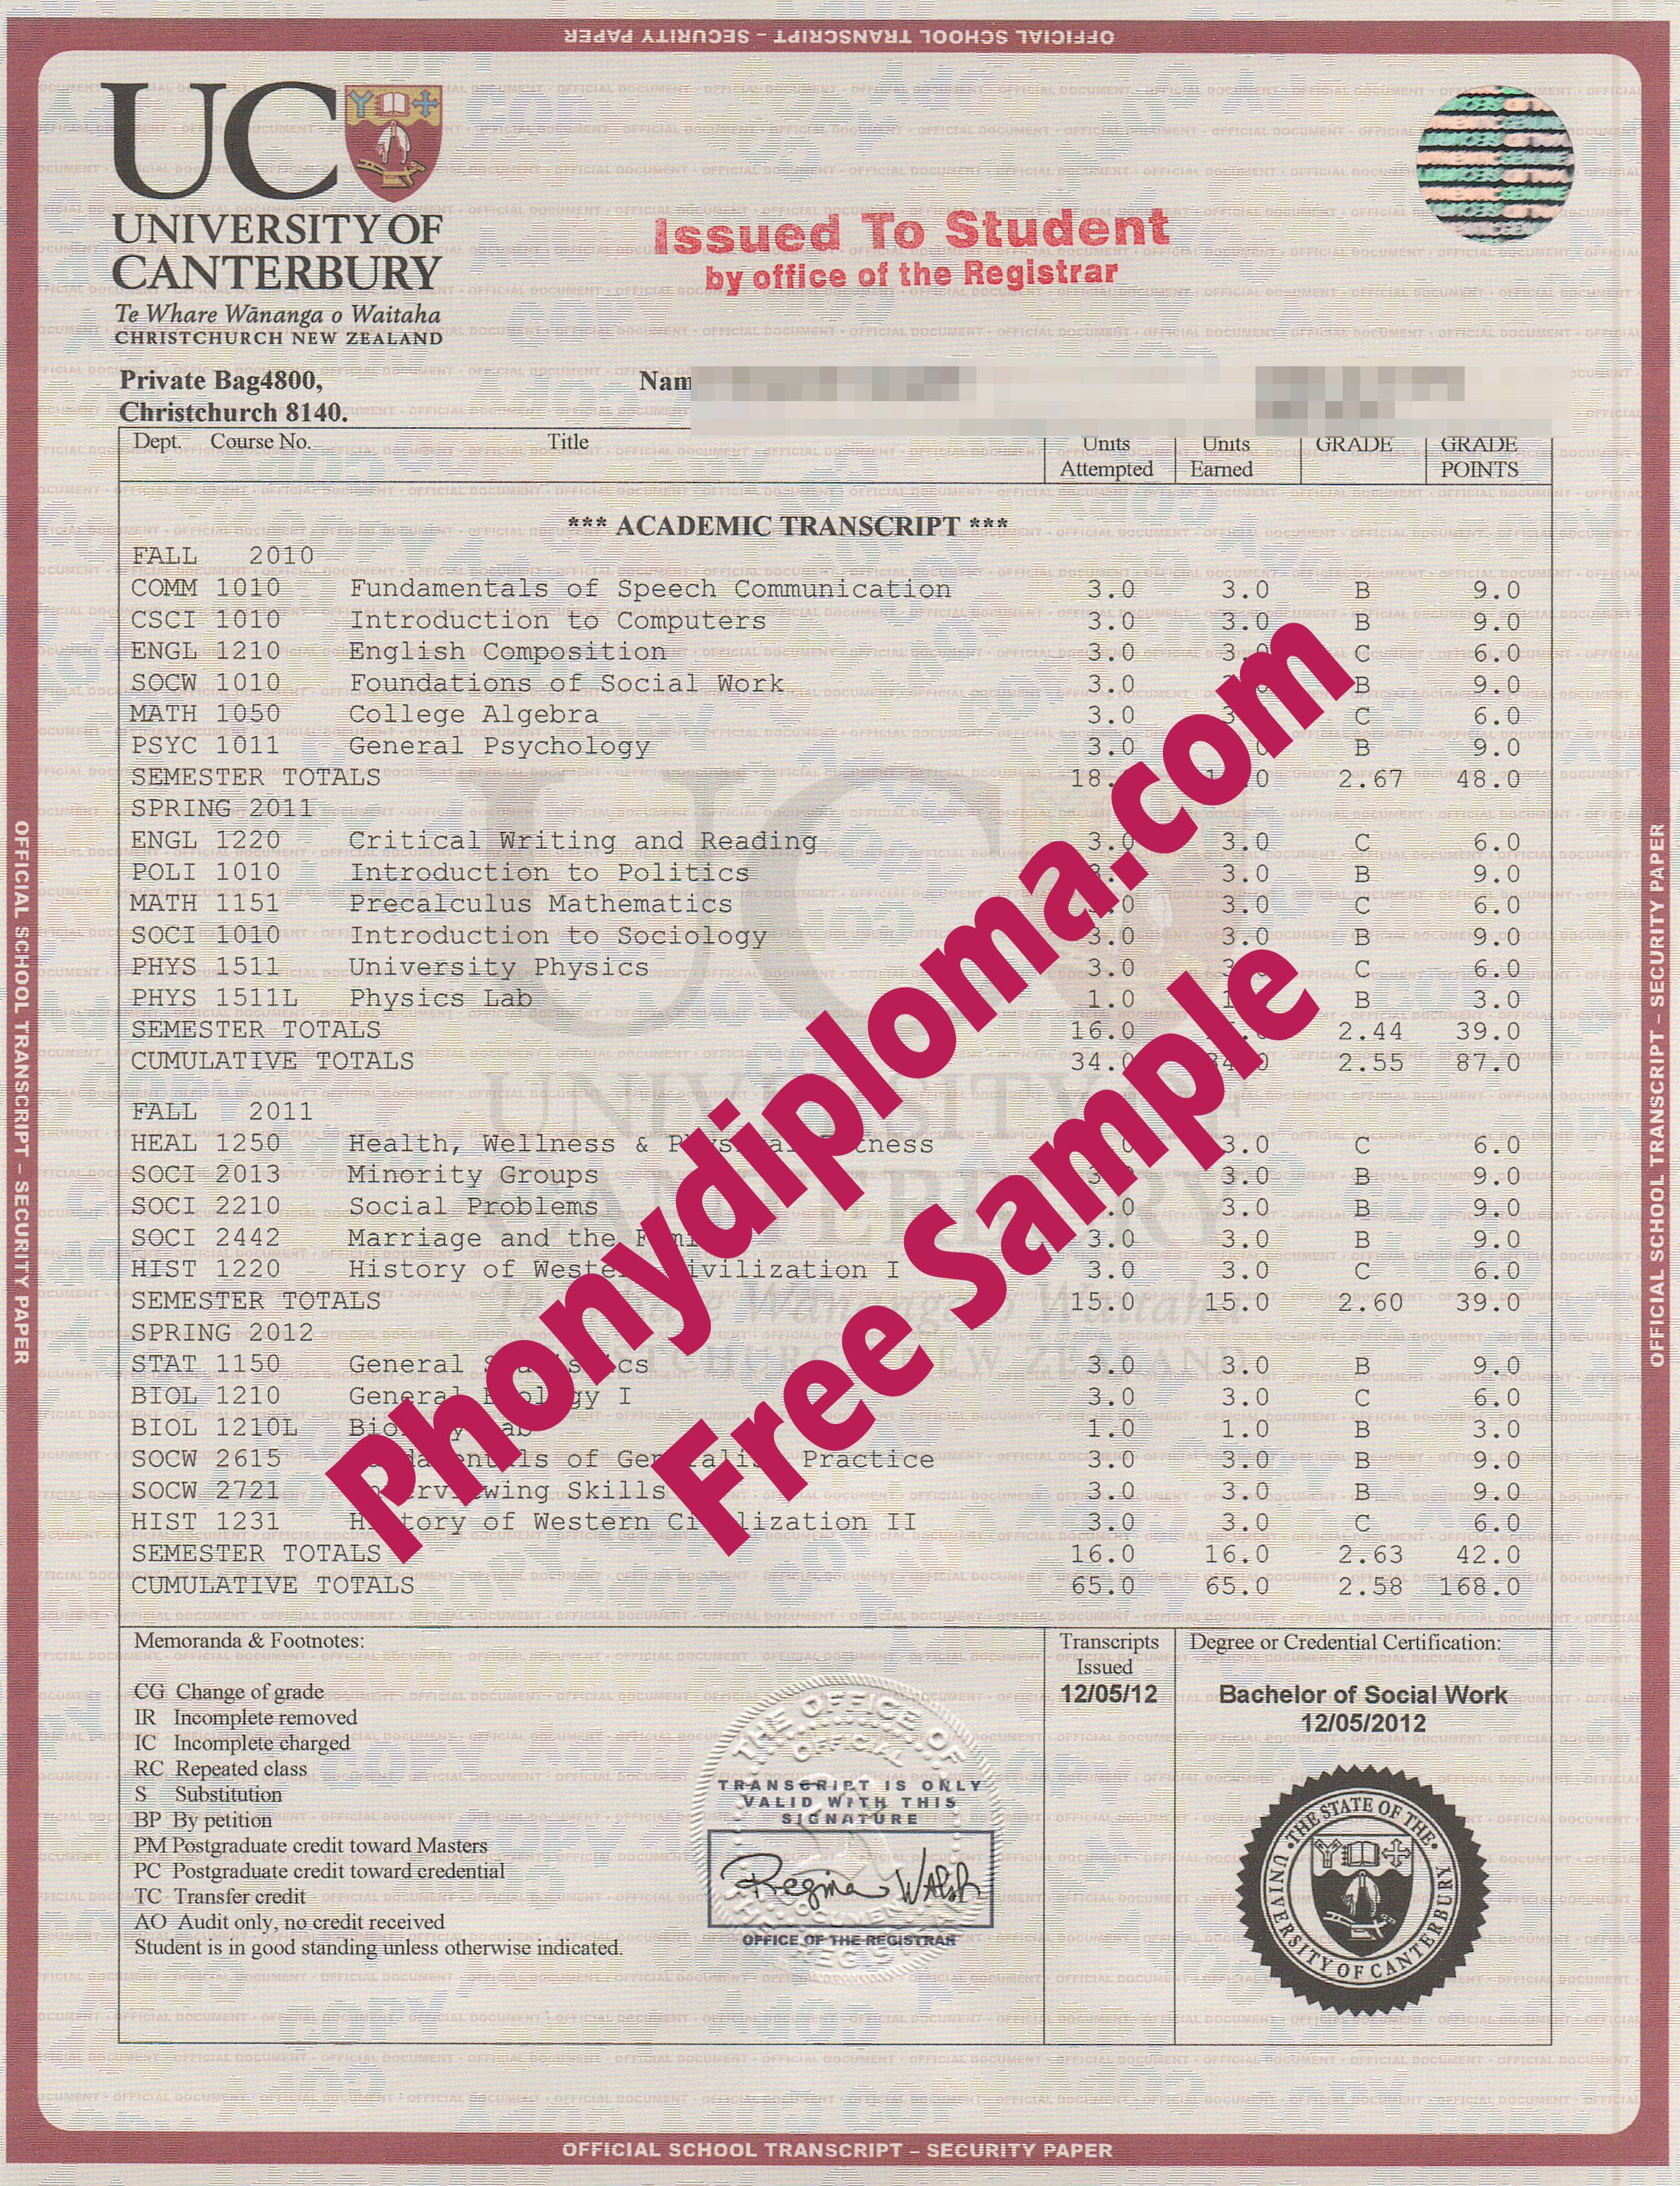 OFFICIAL SCHOOL TRANSCRIPT – SECURITY PAPER
UC
UNIVERSITY OF
CANTERBURY
Te Whare Wānanga o Waitaha
CHRISTCHURCH NEW ZEALAND
Issued To Student
by office of the Registrar
Private Bag4800,
Christchurch 8140.
Nam
Dept. Course No. Title Units Attempted Units Earned GRADE GRADE POINTS
*** ACADEMIC TRANSCRIPT ***
FALL 2010
COMM 1010 Fundamentals of Speech Communication 3.0 3.0 B 9.0
CSCI 1010 Introduction to Computers 3.0 3.0 B 9.0
ENGL 1210 English Composition 3.0 3.0 C 6.0
SOCW 1010 Foundations of Social Work 3.0 B 9.0
MATH 1050 College Algebra 3.0 C 6.0
PSYC 1011 General Psychology 3.0 B 9.0
SEMESTER TOTALS 2.67 48.0
SPRING 2011
ENGL 1220 Critical Writing and Reading 3.0 3.0 C 6.0
POLI 1010 Introduction to Politics 3.0 B 9.0
MATH 1151 Precalculus Mathematics 3.0 C 6.0
SOCI 1010 Introduction to Sociology 3.0 3.0 B 9.0
PHYS 1511 University Physics 3.0 C 6.0
PHYS 1511L Physics Lab 1.0 B 3.0
SEMESTER TOTALS 16.0 2.44 39.0
CUMULATIVE TOTALS 34.0 2.55 87.0
FALL 2011
HEAL 1250 Health, Wellness & 3.0 C 6.0
SOCI 2013 Minority Groups 3.0 B 9.0
SOCI 2210 Social Problems 3.0 B 9.0
SOCI 2442 Marriage and the 3.0 3.0 B 9.0
HIST 1220 History of Western Civilization I 3.0 3.0 C 6.0
SEMESTER TOTALS 15.0 15.0 2.60 39.0
SPRING 2012
STAT 1150 General 3.0 3.0 B 9.0
BIOL 1210 General Biology I 3.0 3.0 C 6.0
BIOL 1210L 1.0 1.0 B 3.0
SOCW 2615 of Practice 3.0 3.0 B 9.0
SOCW 2721 Interviewing Skills 3.0 3.0 B 9.0
HIST 1231 History of Western Civilization II 3.0 3.0 C 6.0
SEMESTER TOTALS 16.0 16.0 2.63 42.0
CUMULATIVE TOTALS 65.0 65.0 2.58 168.0
Phonydiploma.com
Free Sample
Memoranda & Footnotes:
CG Change of grade
IR Incomplete removed
IC Incomplete charged
RC Repeated class
S Substitution
BP By petition
PM Postgraduate credit toward Masters
PC Postgraduate credit toward credential
TC Transfer credit
AO Audit only, no credit received
Student is in good standing unless otherwise indicated.
THE OFFICE OF
OFFICIAL
TRANSCRIPT IS ONLY
VALID WITH THIS
SIGNATURE
Regina Walsh
OFFICE OF THE REGISTRAR
Transcripts
Issued
12/05/12
Degree or Credential Certification:
Bachelor of Social Work
12/05/2012
THE STATE OF THE
UNIVERSITY OF CANTERBURY
OFFICIAL SCHOOL TRANSCRIPT – SECURITY PAPER
OFFICIAL SCHOOL TRANSCRIPT – SECURITY PAPER
OFFICIAL SCHOOL TRANSCRIPT – SECURITY PAPER